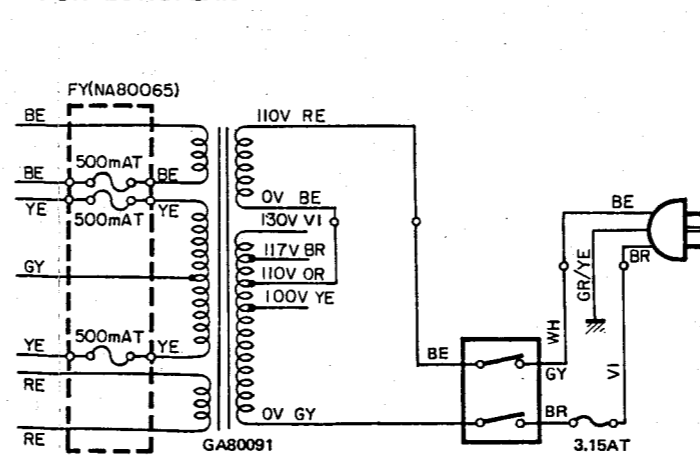 FY(NA80065)
BE
500mAT
BE
BE
YE
500mAT
YE
GY
500mAT
YE
YE
RE
RE
GA80091
110V RE
0V BE
130V VI
117V BR
110V OR
100V YE
0V GY
BE
WH
GY
BR
3.15AT
VI
GR/YE
BE
BR